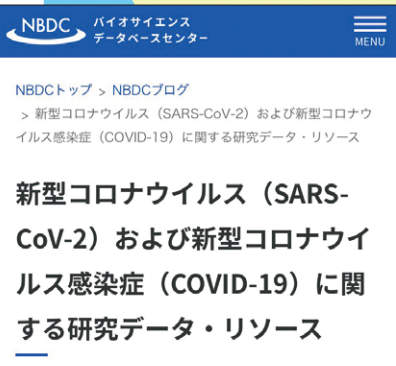 NBDC バイオサイエンス
データベースセンター
MENU
NBDCトップ > NBDCブログ
> 新型コロナウイルス（SARS-CoV-2）および新型コロナウ
イルス感染症（COVID-19）に関する研究データ・リソース
新型コロナウイルス（SARS-
CoV-2）および新型コロナウイ
ルス感染症（COVID-19）に関
する研究データ・リソース